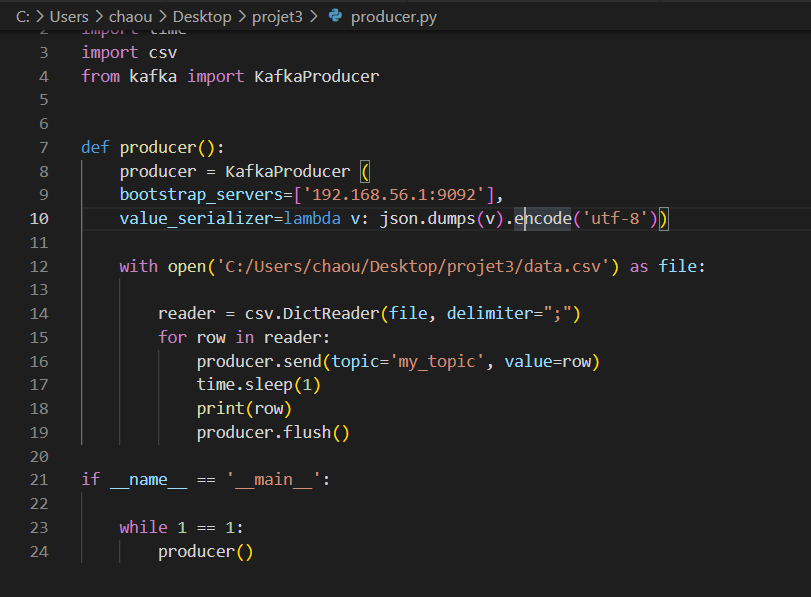 C: > Users > chaou > Desktop > projet3 > producer.py
2 import time
3 import csv
4 from kafka import KafkaProducer
5
6
7 def producer():
8 producer = KafkaProducer (
9 bootstrap_servers=['192.168.56.1:9092'],
10 value_serializer=lambda v: json.dumps(v).encode('utf-8'))
11
12 with open('C:/Users/chaou/Desktop/projet3/data.csv') as file:
13
14 reader = csv.DictReader(file, delimiter=";")
15 for row in reader:
16 producer.send(topic='my_topic', value=row)
17 time.sleep(1)
18 print(row)
19 producer.flush()
20
21 if __name__ == '__main__':
22
23 while 1 == 1:
24 producer()